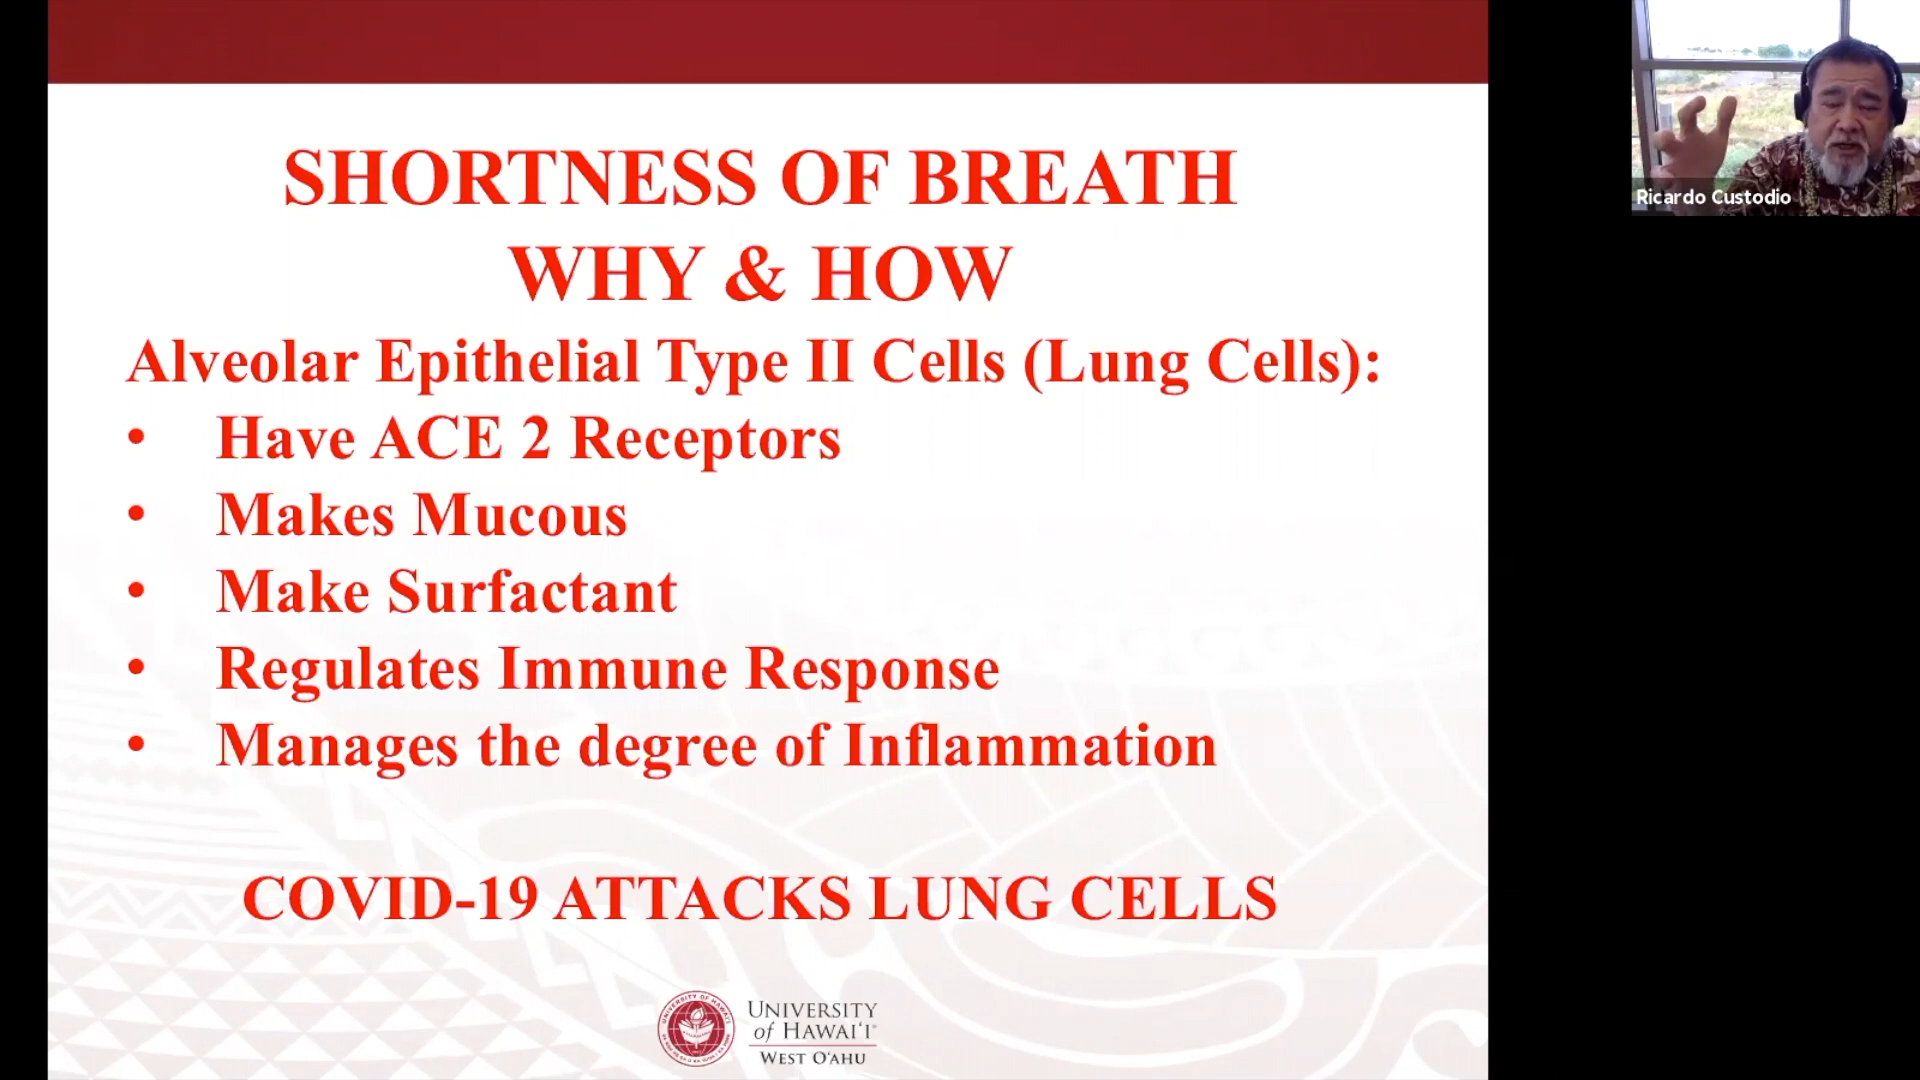 SHORTNESS OF BREATH
WHY & HOW
Alveolar Epithelial Type II Cells (Lung Cells):
• Have ACE 2 Receptors
• Makes Mucous
• Make Surfactant
• Regulates Immune Response
• Manages the degree of Inflammation
COVID-19 ATTACKS LUNG CELLS
UNIVERSITY
of HAWAIʻI®
WEST OʻAHU
Ricardo Custodio